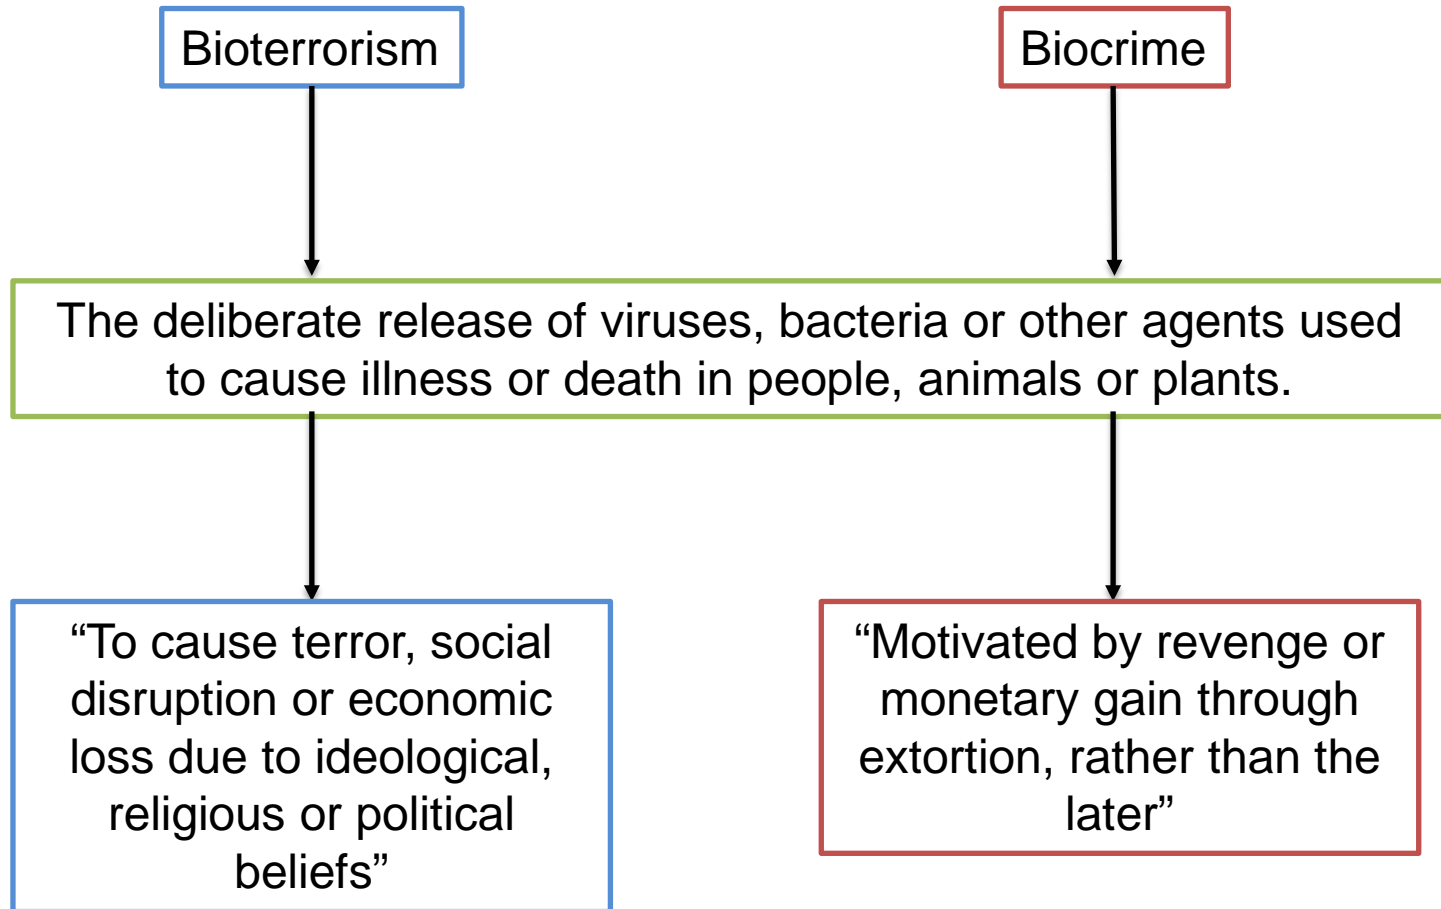 Bioterrorism
Biocrime
The deliberate release of viruses, bacteria or other agents used
to cause illness or death in people, animals or plants.
“To cause terror, social
disruption or economic
loss due to ideological,
religious or political
beliefs”
“Motivated by revenge or
monetary gain through
extortion, rather than the
later”